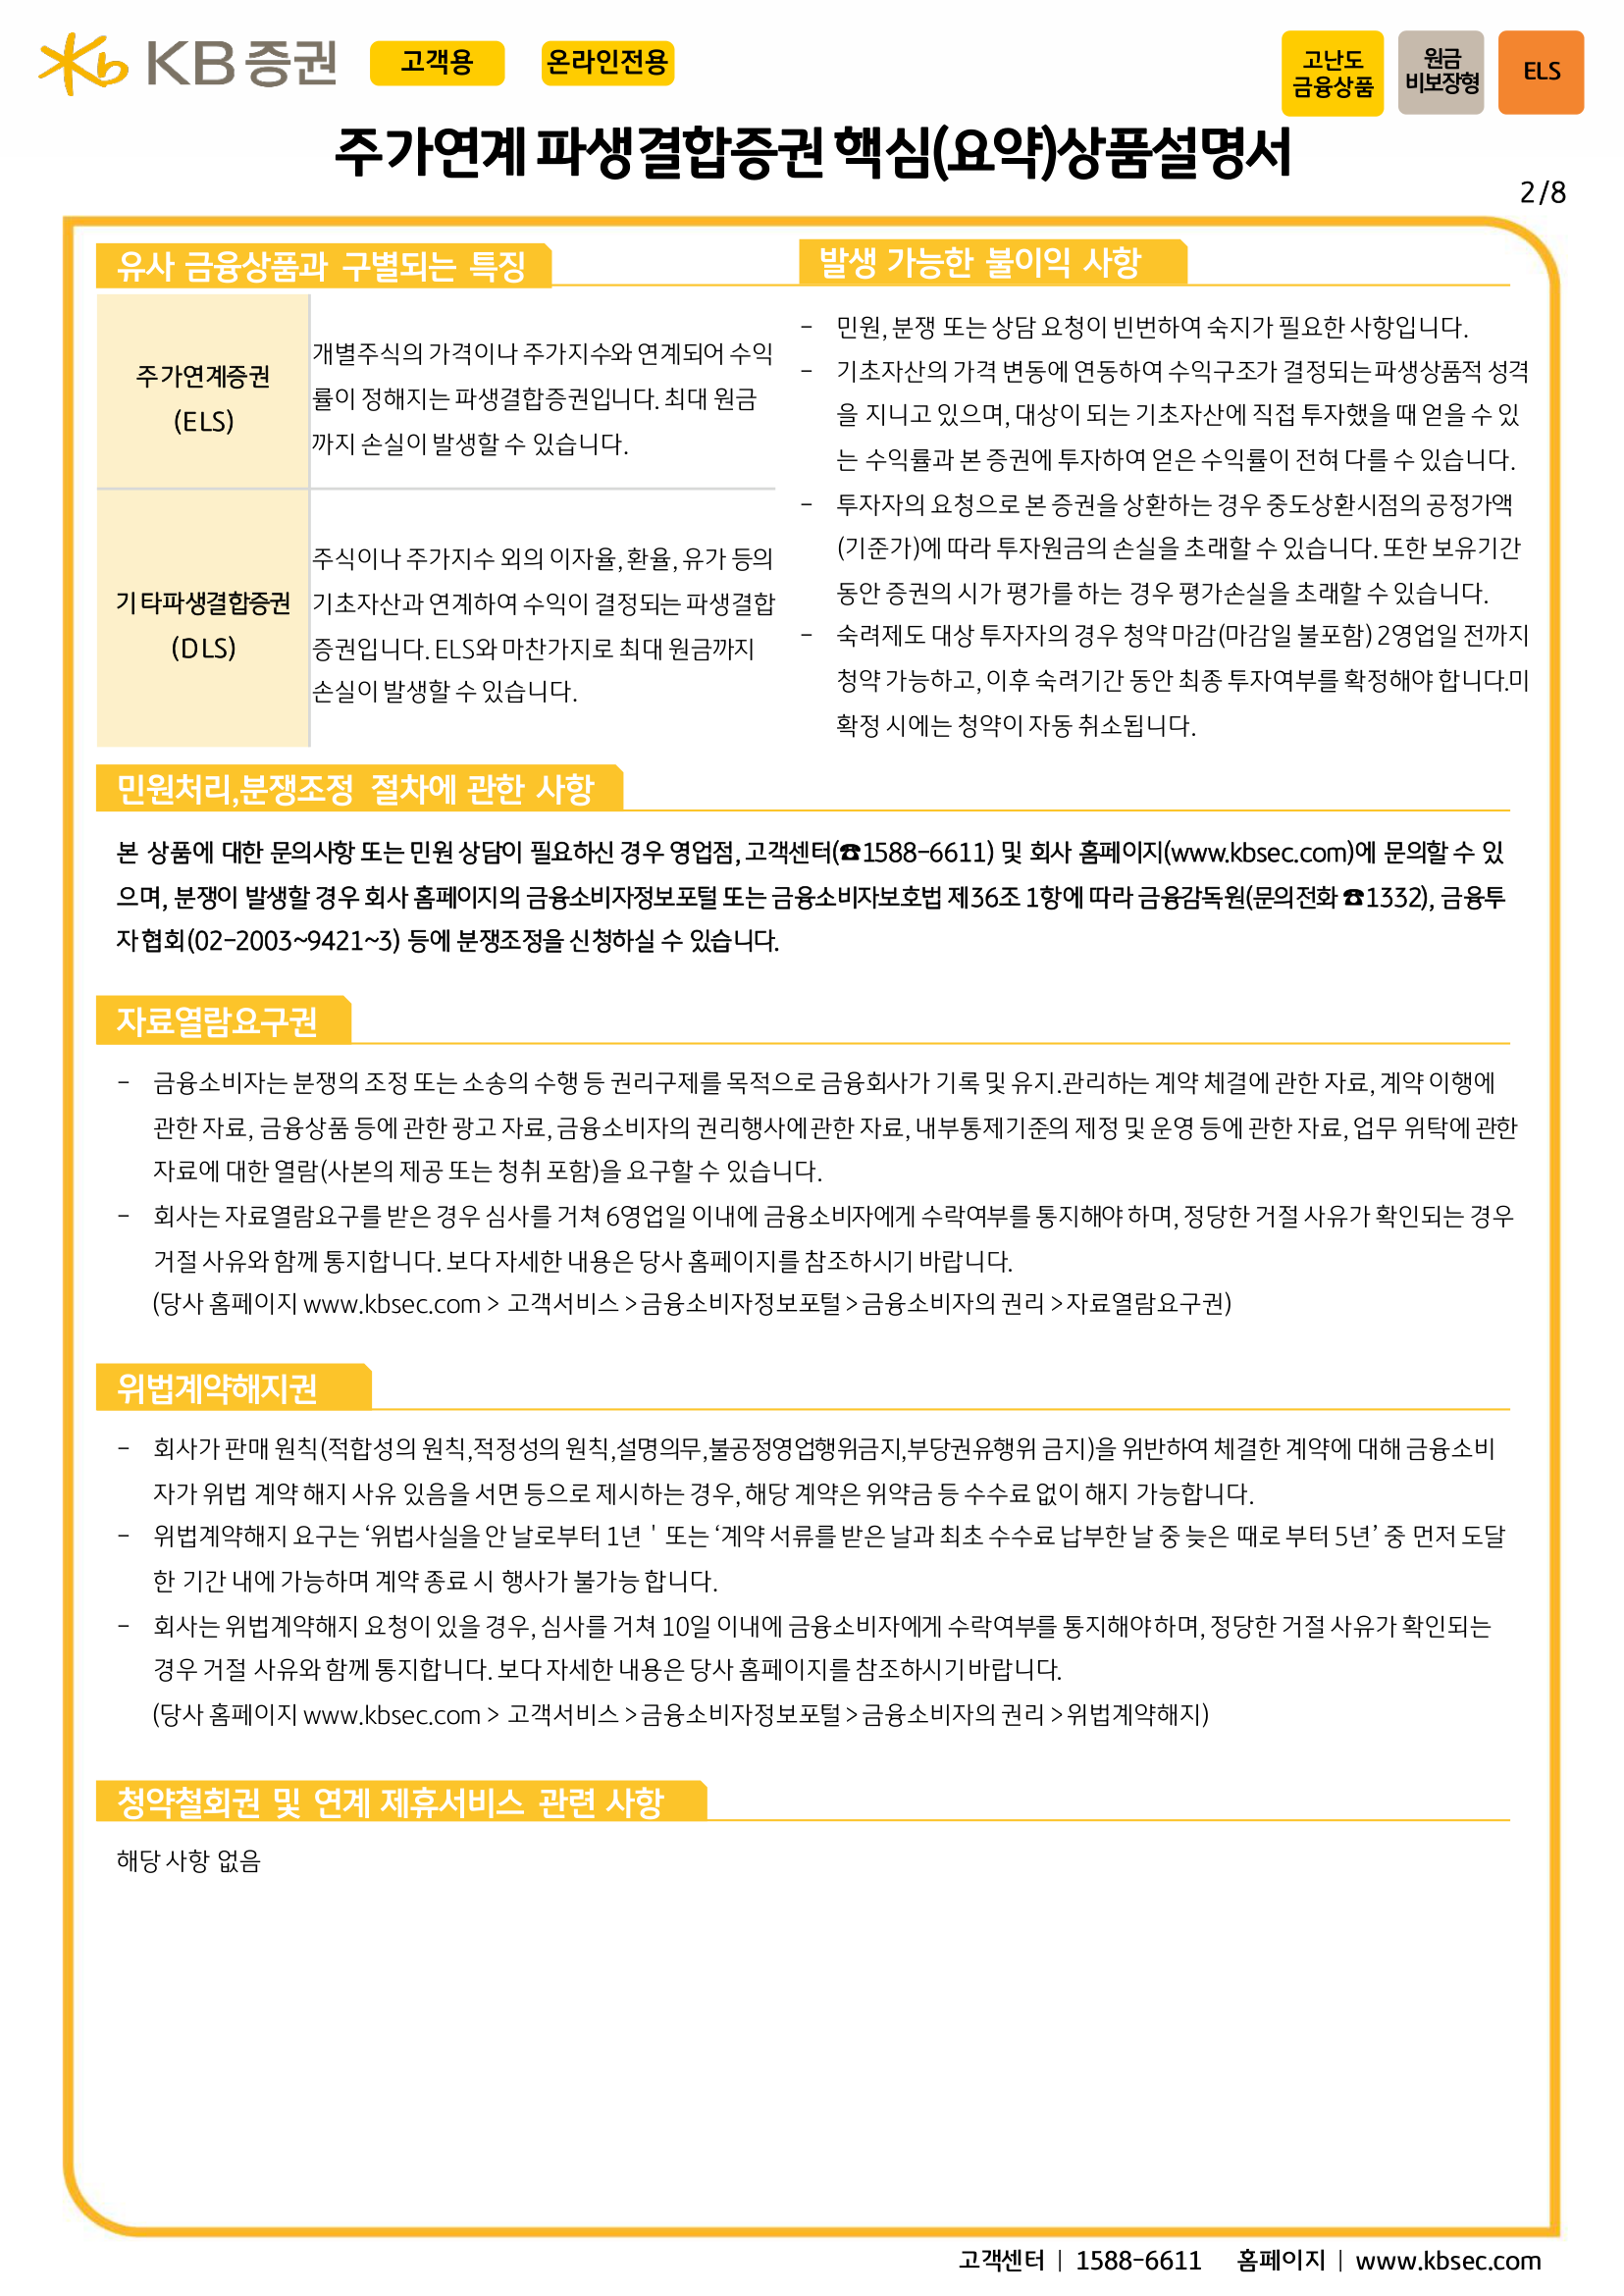 KB증권
고객용
온라인전용
고난도
금융상품
원금
비보장형
ELS
주가연계 파생결합증권 핵심(요약)상품설명서
2/8
유사 금융상품과 구별되는 특징
주가연계증권
(ELS)
개별주식의 가격이나 주가지수와 연계되어 수익
률이 정해지는 파생결합증권입니다. 최대 원금
까지 손실이 발생할 수 있습니다.
기타파생결합증권
(DLS)
주식이나 주가지수 외의 이자율, 환율, 유가 등의
기초자산과 연계하여 수익이 결정되는 파생결합
증권입니다. ELS와 마찬가지로 최대 원금까지
손실이 발생할 수 있습니다.
발생 가능한 불이익 사항
- 민원, 분쟁 또는 상담 요청이 빈번하여 숙지가 필요한 사항입니다.
- 기초자산의 가격 변동에 연동하여 수익구조가 결정되는 파생상품적 성격
을 지니고 있으며, 대상이 되는 기초자산에 직접 투자했을 때 얻을 수 있
는 수익률과 본 증권에 투자하여 얻은 수익률이 전혀 다를 수 있습니다.
- 투자자의 요청으로 본 증권을 상환하는 경우 중도상환시점의 공정가액
(기준가)에 따라 투자원금의 손실을 초래할 수 있습니다. 또한 보유기간
동안 증권의 시가 평가를 하는 경우 평가손실을 초래할 수 있습니다.
- 숙려제도 대상 투자자의 경우 청약 마감(마감일 불포함) 2영업일 전까지
청약 가능하고, 이후 숙려기간 동안 최종 투자여부를 확정해야 합니다.미
확정 시에는 청약이 자동 취소됩니다.
민원처리,분쟁조정 절차에 관한 사항
본 상품에 대한 문의사항 또는 민원 상담이 필요하신 경우 영업점, 고객센터(☎1588-6611) 및 회사 홈페이지(www.kbsec.com)에 문의할 수 있
으며, 분쟁이 발생할 경우 회사 홈페이지의 금융소비자정보포털 또는 금융소비자보호법 제36조 1항에 따라 금융감독원(문의전화 ☎1332), 금융투
자협회(02-2003~9421~3) 등에 분쟁조정을 신청하실 수 있습니다.
자료열람요구권
- 금융소비자는 분쟁의 조정 또는 소송의 수행 등 권리구제를 목적으로 금융회사가 기록 및 유지.관리하는 계약 체결에 관한 자료, 계약 이행에
관한 자료, 금융상품 등에 관한 광고 자료, 금융소비자의 권리행사에 관한 자료, 내부통제기준의 제정 및 운영 등에 관한 자료, 업무 위탁에 관한
자료에 대한 열람(사본의 제공 또는 청취 포함)을 요구할 수 있습니다.
- 회사는 자료열람요구를 받은 경우 심사를 거쳐 6영업일 이내에 금융소비자에게 수락여부를 통지해야 하며, 정당한 거절 사유가 확인되는 경우
거절 사유와 함께 통지합니다. 보다 자세한 내용은 당사 홈페이지를 참조하시기 바랍니다.
(당사 홈페이지 www.kbsec.com > 고객서비스 > 금융소비자정보포털 > 금융소비자의 권리 > 자료열람요구권)
위법계약해지권
- 회사가 판매 원칙(적합성의 원칙,적정성의 원칙,설명의무,불공정영업행위금지,부당권유행위 금지)을 위반하여 체결한 계약에 대해 금융소비
자가 위법 계약 해지 사유 있음을 서면 등으로 제시하는 경우, 해당 계약은 위약금 등 수수료 없이 해지 가능합니다.
- 위법계약해지 요구는 ‘위법사실을 안 날로부터 1년 ' 또는 ‘계약 서류를 받은 날과 최초 수수료 납부한 날 중 늦은 때로 부터 5년’ 중 먼저 도달
한 기간 내에 가능하며 계약 종료 시 행사가 불가능 합니다.
- 회사는 위법계약해지 요청이 있을 경우, 심사를 거쳐 10일 이내에 금융소비자에게 수락여부를 통지해야하며, 정당한 거절 사유가 확인되는
경우 거절 사유와 함께 통지합니다. 보다 자세한 내용은 당사 홈페이지를 참조하시기 바랍니다.
(당사 홈페이지 www.kbsec.com > 고객서비스 > 금융소비자정보포털 > 금융소비자의 권리 > 위법계약해지)
청약철회권 및 연계 제휴서비스 관련 사항
해당 사항 없음
고객센터 | 1588-6611 홈페이지 | www.kbsec.com